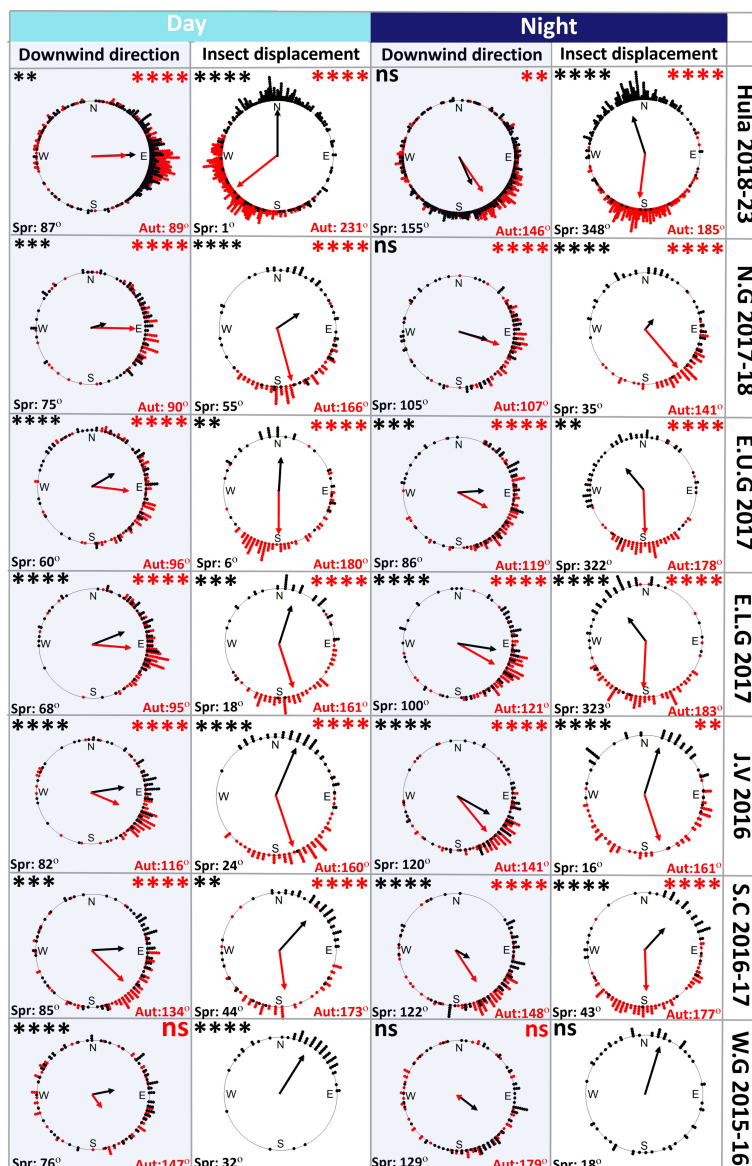 Day Night
Downwind direction Insect displacement Downwind direction Insect displacement
** **** **** **** ns ** **** ****
N N N N
W E W E W E W E
S S S S
Spr: 87° Aut: 89° Spr: 1° Aut: 231° Spr: 155° Aut: 146° Spr: 348° Aut: 185°
Hula 2018-23
*** **** **** **** ns **** **** ****
N N N N
W E W E W E W E
S S S S
Spr: 75° Aut: 90° Spr: 55° Aut:166° Spr: 105° Aut:107° Spr: 35° Aut:141°
N.G 2017-18
**** **** ** **** *** **** ** ****
N N N N
W E W E W E W E
S S S S
Spr: 60° Aut:96° Spr: 6° Aut:180° Spr: 86° Aut:119° Spr: 322° Aut:178°
E.U.G 2017
**** **** *** **** **** **** **** ****
N N N N
W E W E W E W E
S S S S
Spr: 68° Aut:95° Spr: 18° Aut:161° Spr: 100° Aut:121° Spr: 323° Aut:183°
E.L.G 2017
**** **** **** **** **** **** **** **
N N N N
W E W E W E W E
S S S S
Spr: 82° Aut:116° Spr: 24° Aut:160° Spr: 120° Aut:141° Spr: 16° Aut:161°
J.V 2016
*** **** ** **** **** **** **** ****
N N N N
W E W E W E W E
S S S S
Spr: 85° Aut:134° Spr: 44° Aut:173° Spr: 122° Aut:148° Spr: 43° Aut:177°
S.C 2016-17
**** ns **** ns ns ns
N N N N
W E W E W E W E
S S S S
Spr: 76° Aut:147° Spr: 32° Spr: 129° Aut:179° Spr: 18°
W.G 2015-16